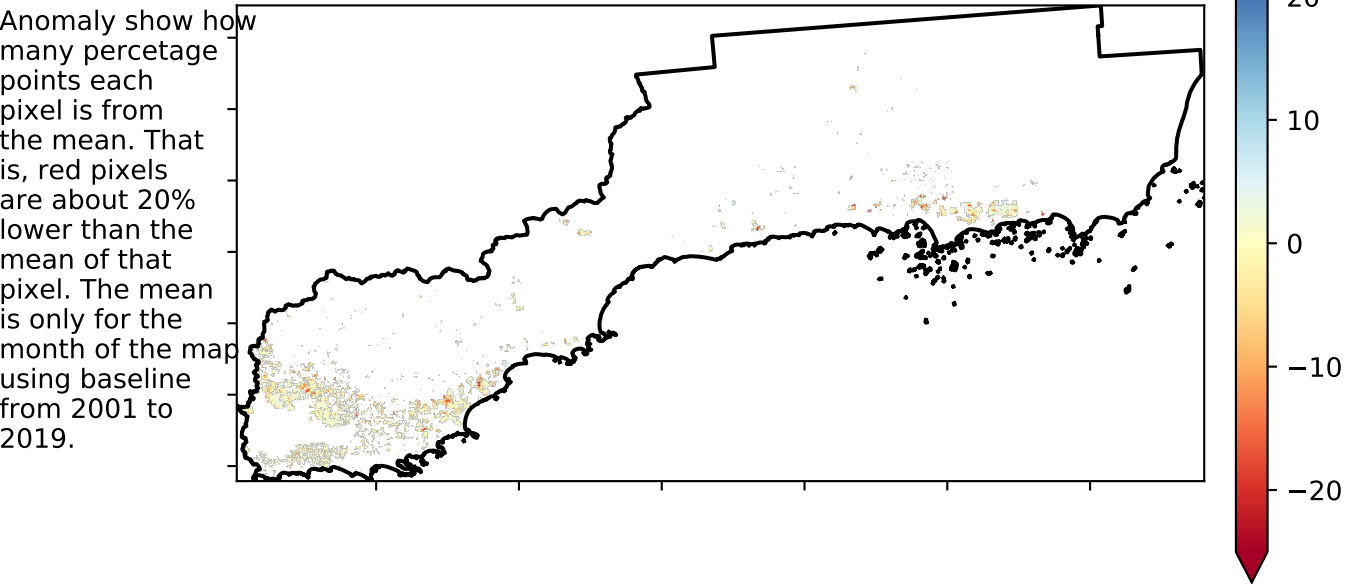 Anomaly show how
many percetage
points each
pixel is from
the mean. That
is, red pixels
are about 20%
lower than the
mean of that
pixel. The mean
is only for the
month of the map
using baseline
from 2001 to
2019.
20
10
0
−10
−20